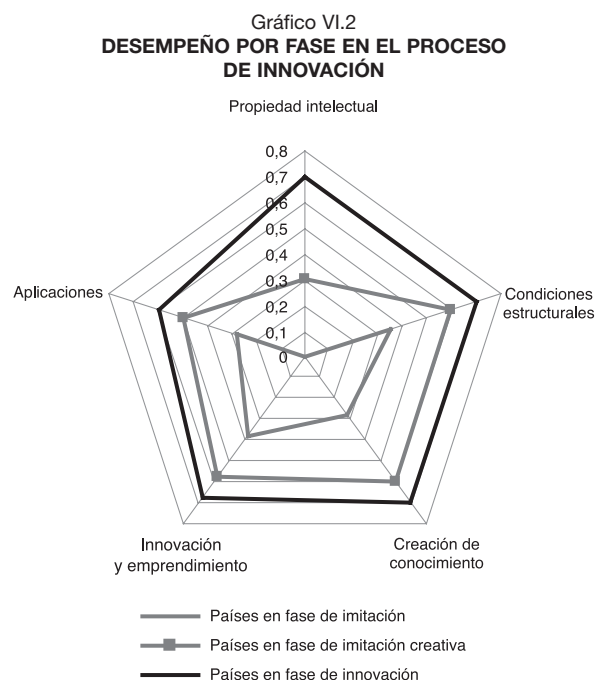 Gráfico VI.2
DESEMPEÑO POR FASE EN EL PROCESO
DE INNOVACIÓN
Propiedad intelectual
0,8
0,7
0,6
0,5
0,4
0,3
0,2
0,1
0
Aplicaciones
Condiciones
estructurales
Innovación
y emprendimiento
Creación de
conocimiento
Países en fase de imitación
Países en fase de imitación creativa
Países en fase de innovación